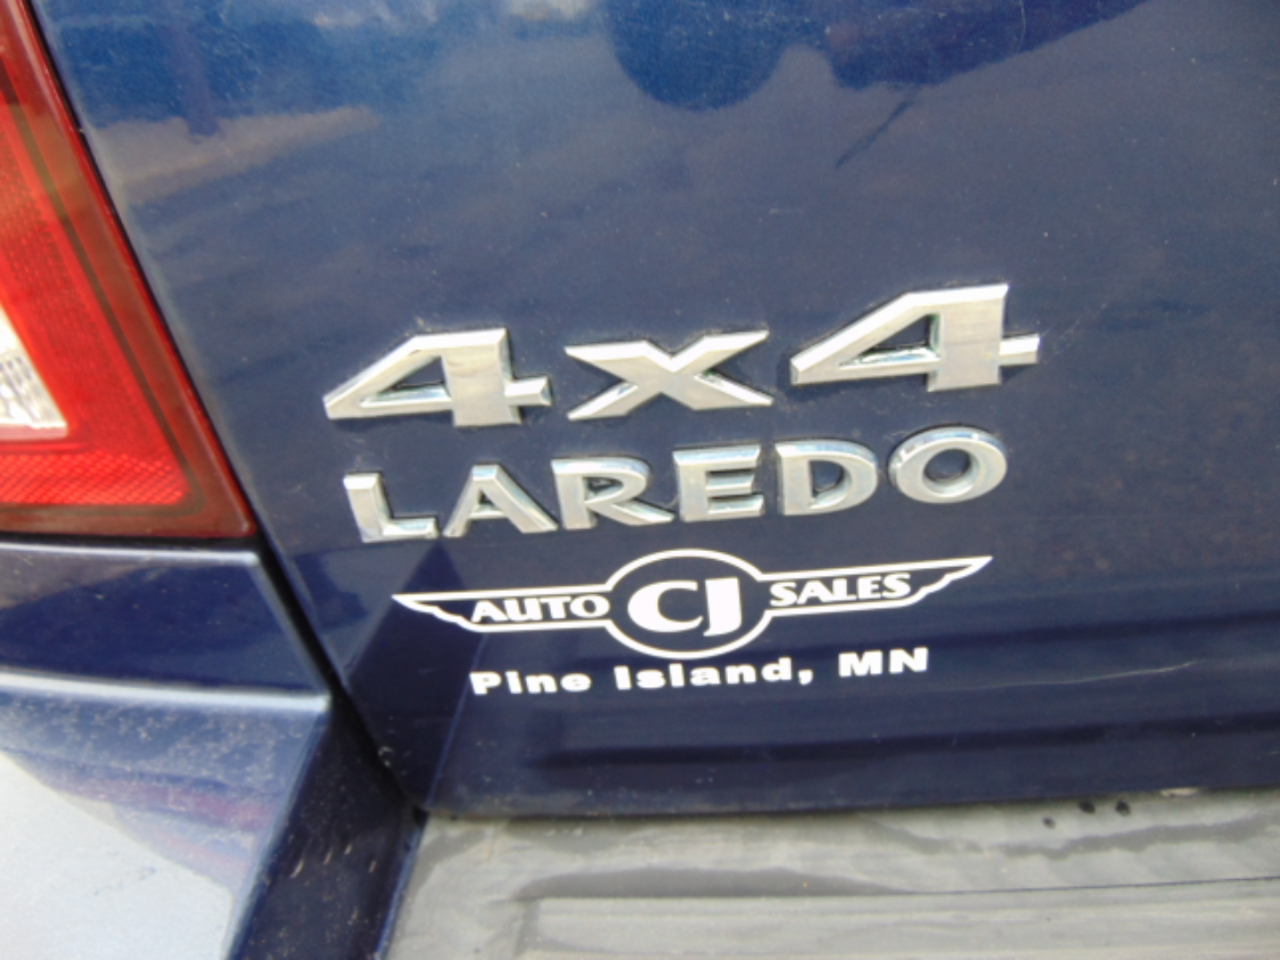 4x4
LAREDO
AUTO CJ SALES
Pine Island, MN